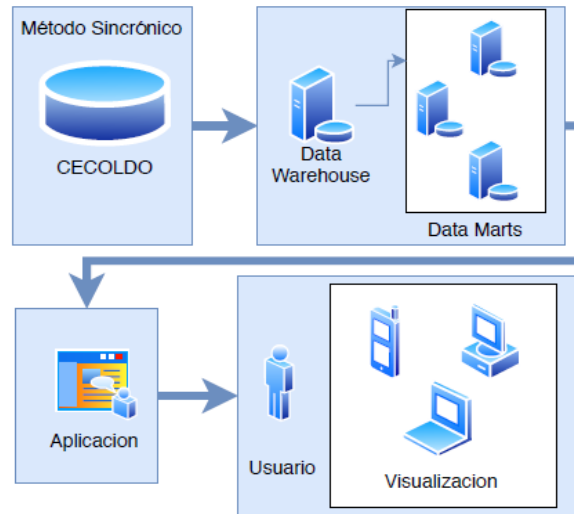 Método Sincrónico
CECOLDO
Data
Warehouse
Data Marts
Aplicacion
Usuario
Visualizacion